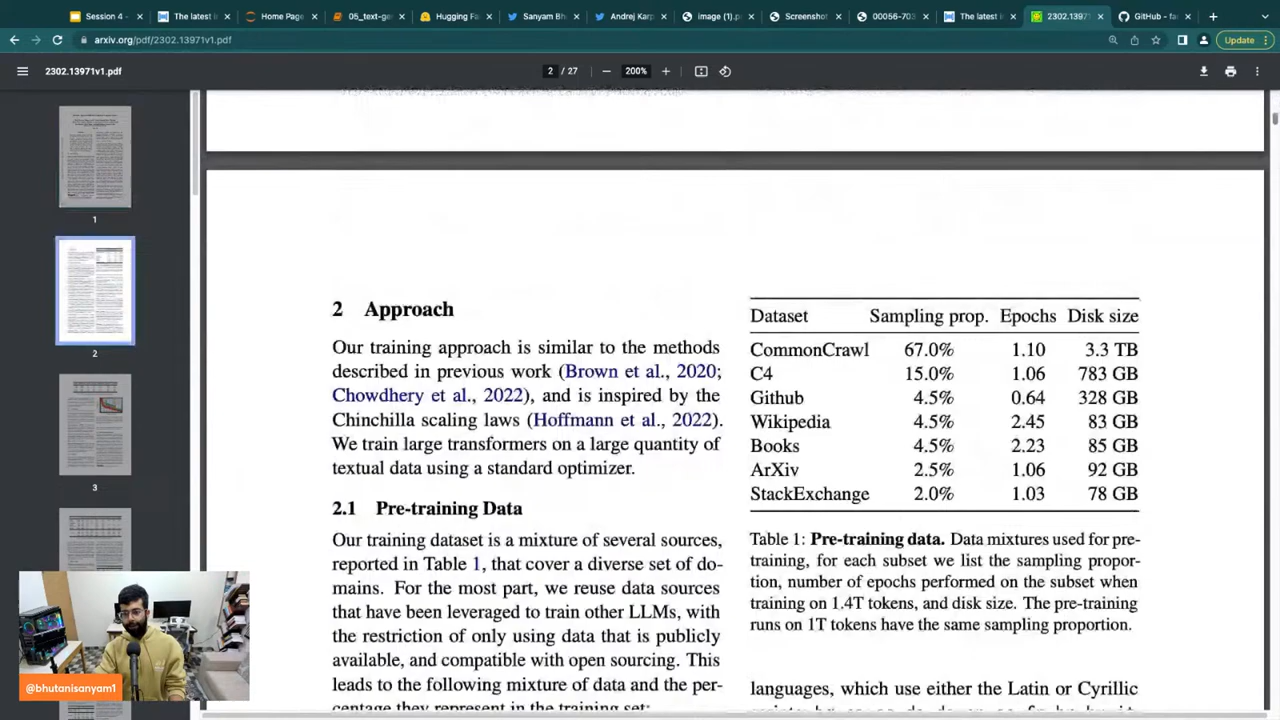 Session 4 -
The latest i
Home Page
05_text-ge
Hugging Fa
Sanyam Bh
Andrej Karp
image (1).p
Screenshot
00056-703
The latest i
2302.13971
GitHub - fa
arxiv.org/pdf/2302.13971v1.pdf
Update
2302.13971v1.pdf
2 / 27
200%
1
2
3
2 Approach
Our training approach is similar to the methods
described in previous work (Brown et al., 2020;
Chowdhery et al., 2022), and is inspired by the
Chinchilla scaling laws (Hoffmann et al., 2022).
We train large transformers on a large quantity of
textual data using a standard optimizer.
2.1 Pre-training Data
Our training dataset is a mixture of several sources,
reported in Table 1, that cover a diverse set of do-
mains. For the most part, we reuse data sources
that have been leveraged to train other LLMs, with
the restriction of only using data that is publicly
available, and compatible with open sourcing. This
leads to the following mixture of data and the per-
centage they represent in the training set:
Dataset Sampling prop. Epochs Disk size
CommonCrawl 67.0% 1.10 3.3 TB
C4 15.0% 1.06 783 GB
Github 4.5% 0.64 328 GB
Wikipedia 4.5% 2.45 83 GB
Books 4.5% 2.23 85 GB
ArXiv 2.5% 1.06 92 GB
StackExchange 2.0% 1.03 78 GB
Table 1: Pre-training data. Data mixtures used for pre-
training, for each subset we list the sampling propor-
tion, number of epochs performed on the subset when
training on 1.4T tokens, and disk size. The pre-training
runs on 1T tokens have the same sampling proportion.
languages, which use either the Latin or Cyrillic
@bhutanisanyam1